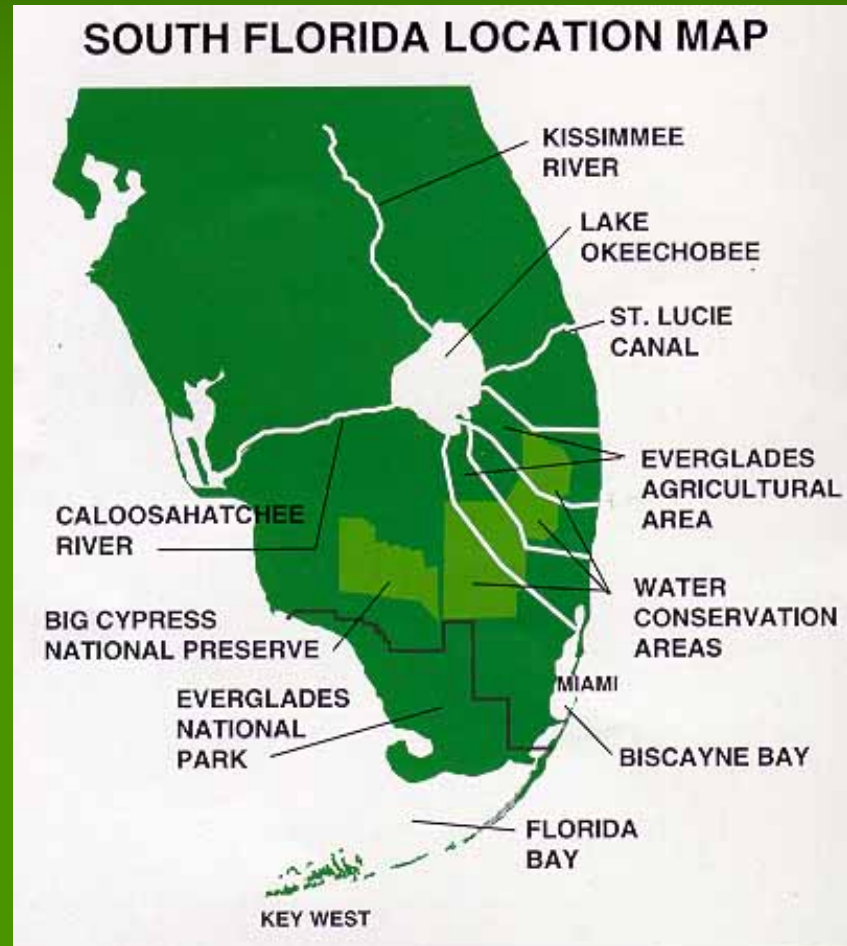 SOUTH FLORIDA LOCATION MAP
KISSIMMEE
RIVER
LAKE
OKEECHOBEE
ST. LUCIE
CANAL
EVERGLADES
AGRICULTURAL
AREA
CALOOSAHATCHEE
RIVER
WATER
CONSERVATION
AREAS
BIG CYPRESS
NATIONAL PRESERVE
MIAMI
EVERGLADES
NATIONAL
PARK
BISCAYNE BAY
FLORIDA
BAY
KEY WEST